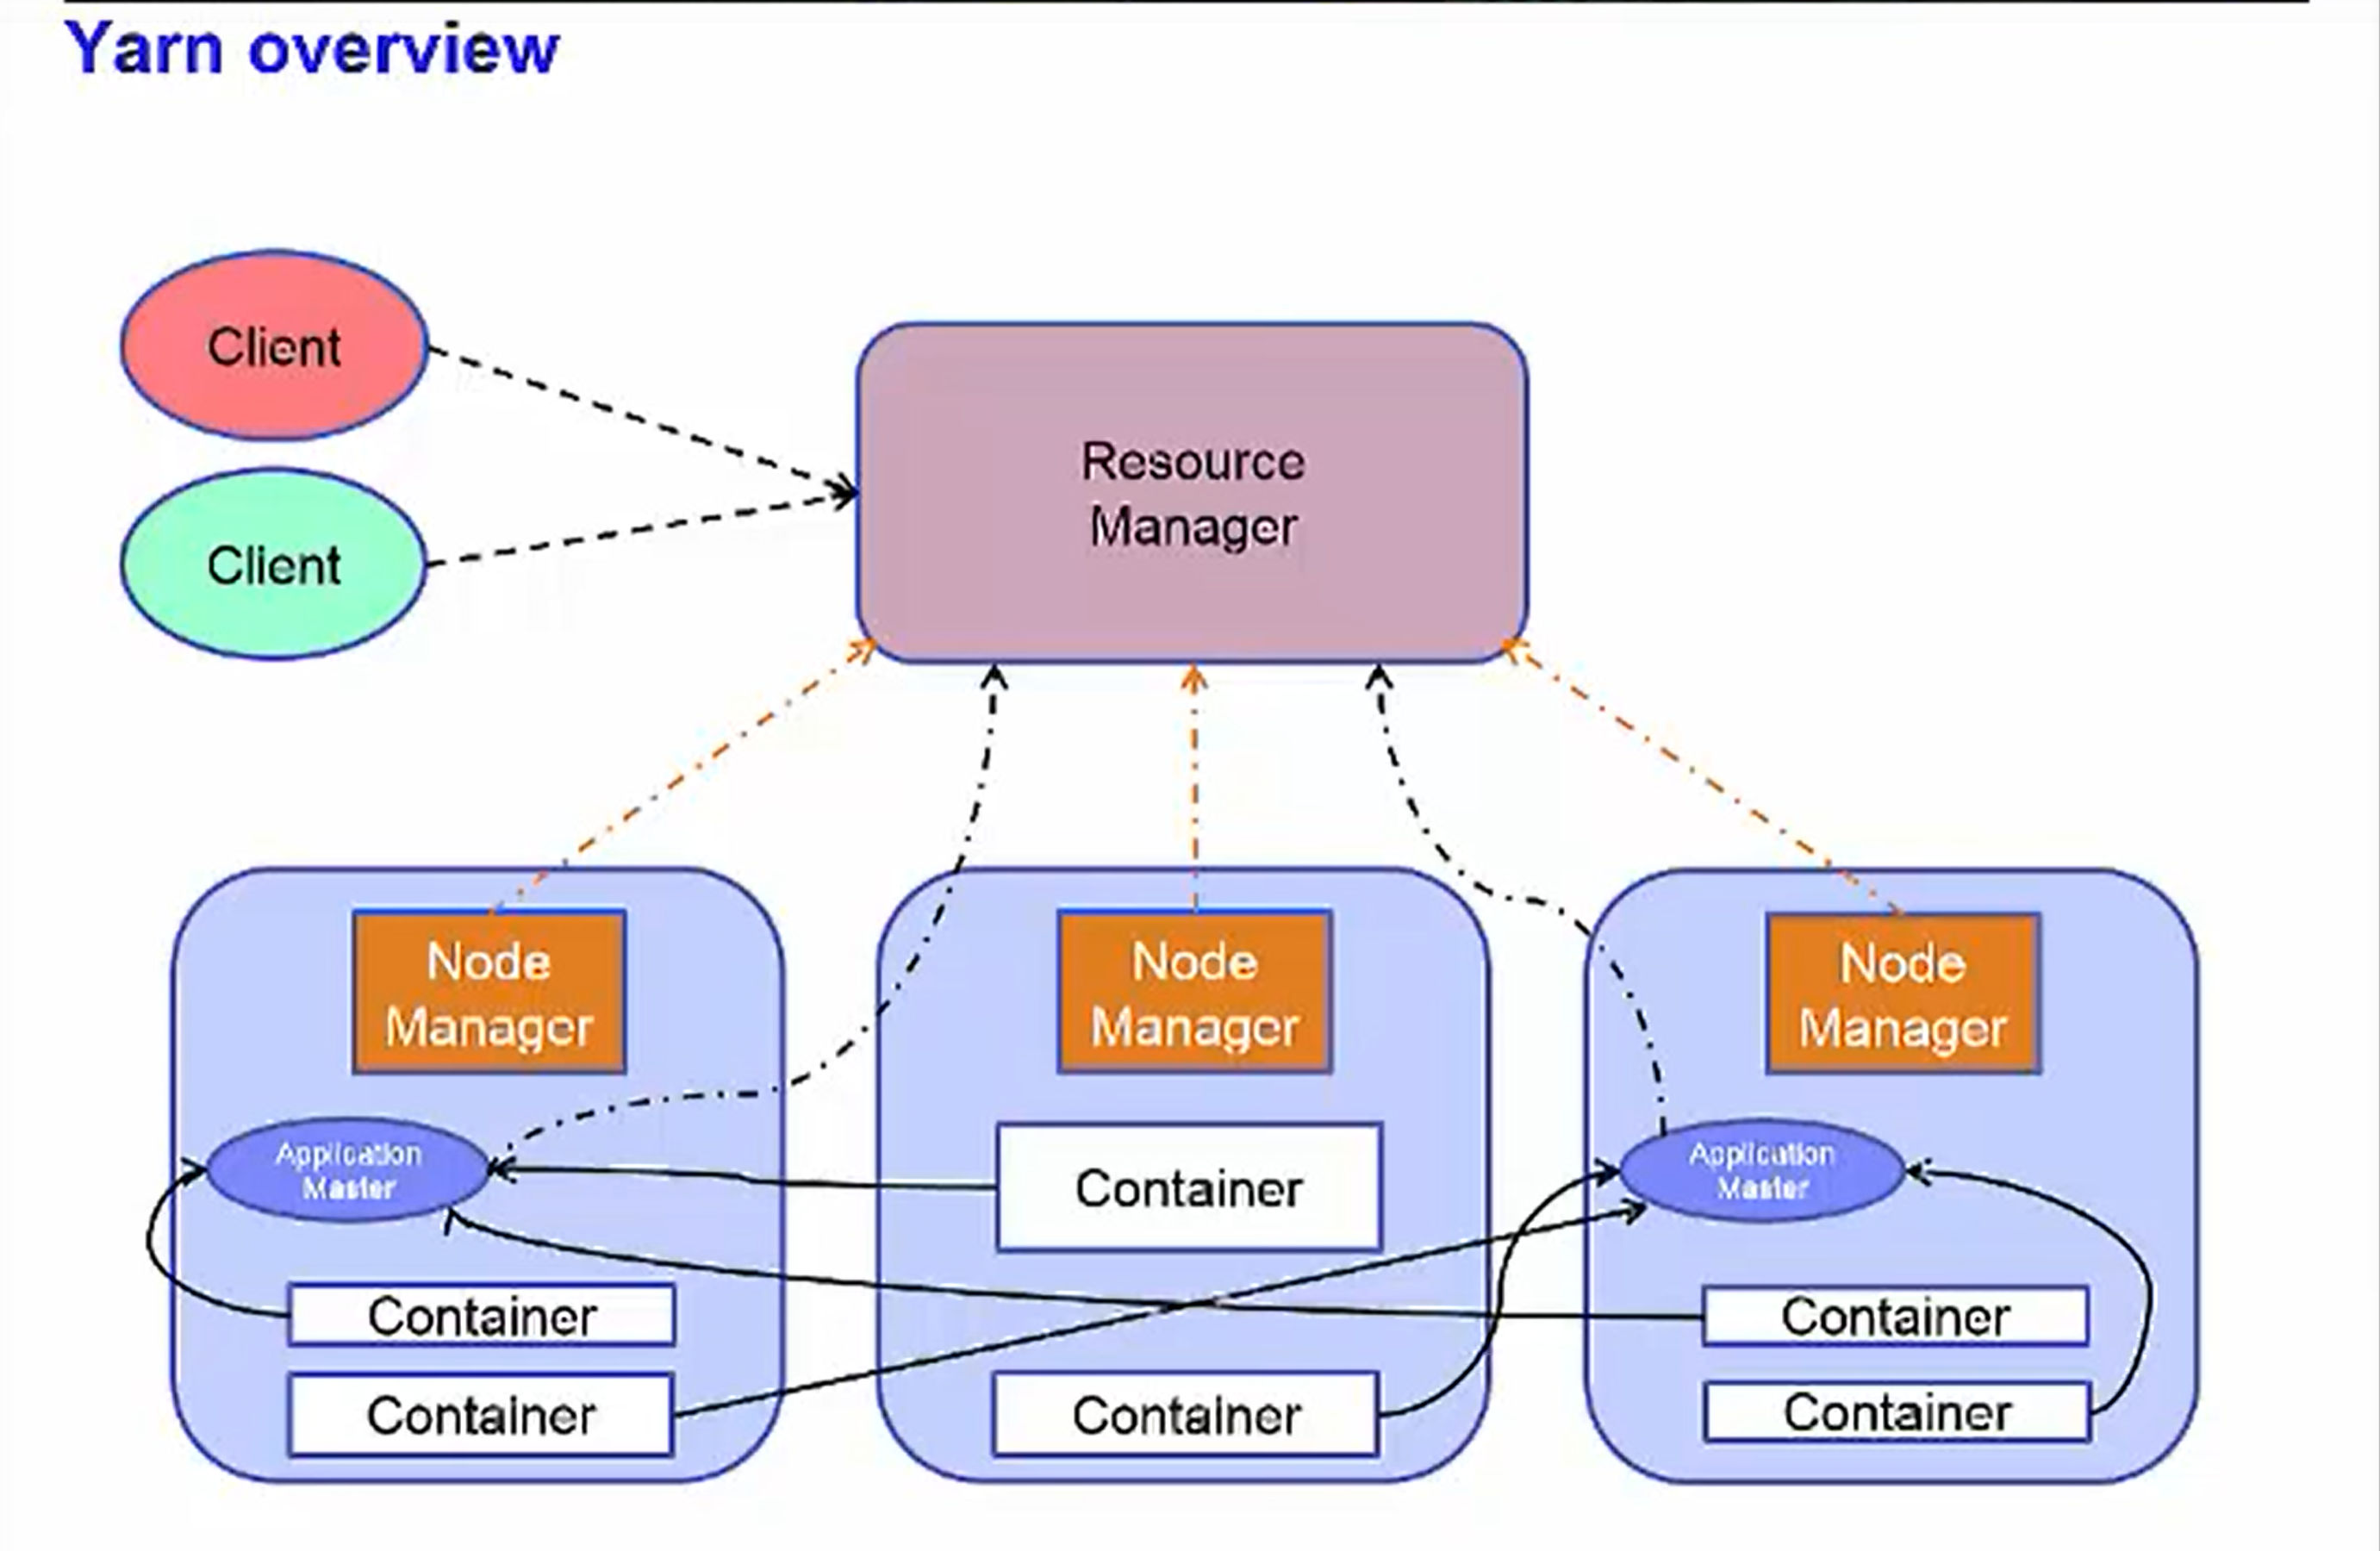 Yarn overview
Client
Client
Resource
Manager
Node
Manager
Node
Manager
Node
Manager
Application
Master
Container
Application
Master
Container
Container
Container
Container
Container
Container